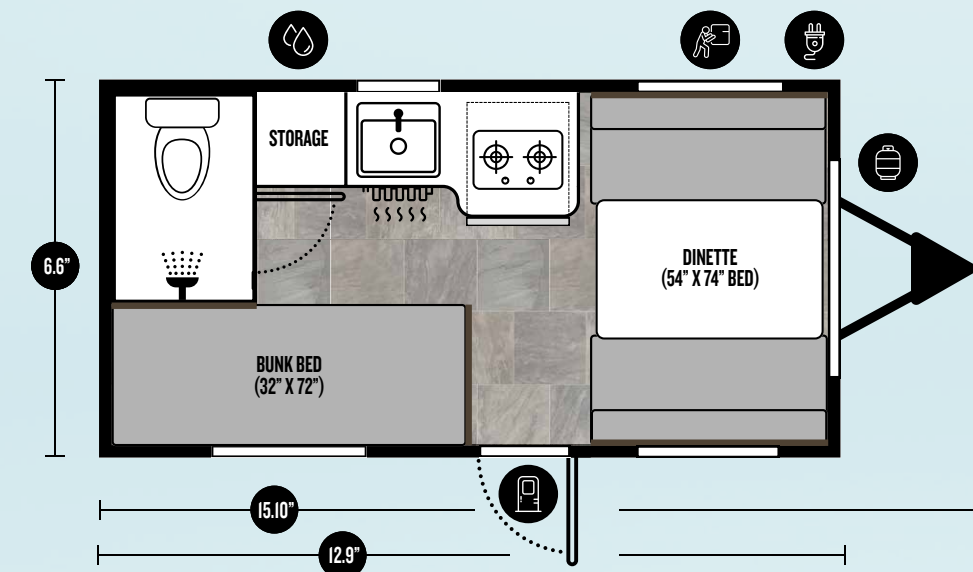 STORAGE
6.6”
DINETTE
(54” X 74” BED)
BUNK BED
(32” X 72”)
15.10”
12.9”